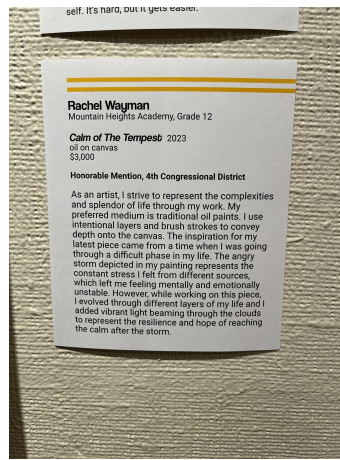 self. It's hard, but it gets easier.
Rachel Wayman
Mountain Heights Academy, Grade 12
Calm of The Tempest 2023
oil on canvas
$3,000
Honorable Mention, 4th Congressional District
As an artist, I strive to represent the complexities
and splendor of life through my work. My
preferred medium is traditional oil paints. I use
intentional layers and brush strokes to convey
depth onto the canvas. The inspiration for my
latest piece came from a time when I was going
through a difficult phase in my life. The angry
storm depicted in my painting represents the
constant stress I felt from different sources,
which left me feeling mentally and emotionally
unstable. However, while working on this piece,
I evolved through different layers of my life and I
added vibrant light beaming through the clouds
to represent the resilience and hope of reaching
the calm after the storm.